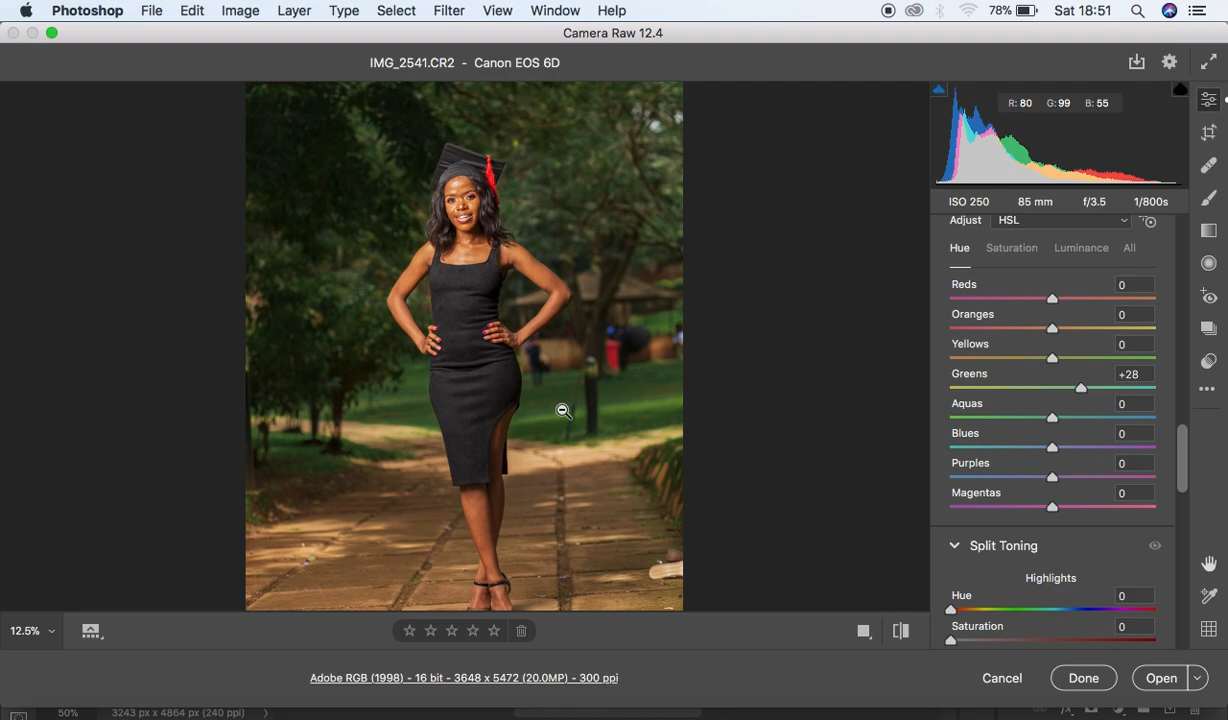 Photoshop File Edit Image Layer Type Select Filter View Window Help 78% Sat 18:51
Camera Raw 12.4
IMG_2541.CR2 - Canon EOS 6D
R: 80 G: 99 B: 55
ISO 250 85 mm f/3.5 1/800s
Adjust HSL
Hue Saturation Luminance All
Reds 0
Oranges 0
Yellows 0
Greens +28
Aquas 0
Blues 0
Purples 0
Magentas 0
Split Toning
Highlights
Hue 0
Saturation 0
12.5%
Adobe RGB (1998) - 16 bit - 3648 x 5472 (20.0MP) - 300 ppi
Cancel Done Open
50% 3243 px x 4864 px (240 ppi)